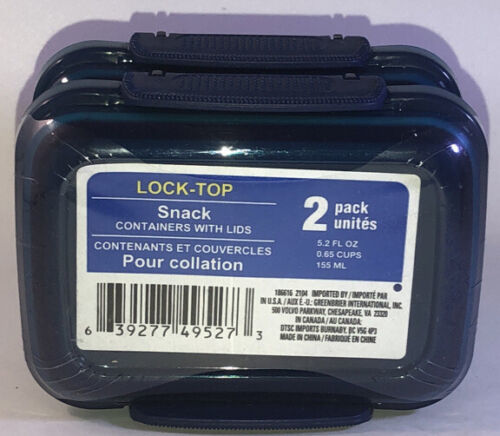 LOCK-TOP
Snack
CONTAINERS WITH LIDS
CONTENANTS ET COUVERCLES
Pour collation
2 pack
unités
5.2 FL OZ
0.65 CUPS
155 ML
186616 2104 IMPORTED BY / IMPORTÉ PAR
IN U.S.A. / AUX É.-U.: GREENBRIER INTERNATIONAL, INC.
500 VOLVO PARKWAY, CHESAPEAKE, VA 23320
IN CANADA / AU CANADA:
DTSC IMPORTS BURNABY, BC V5G 4P3
MADE IN CHINA / FABRIQUÉ EN CHINE
6 39277 49527 3